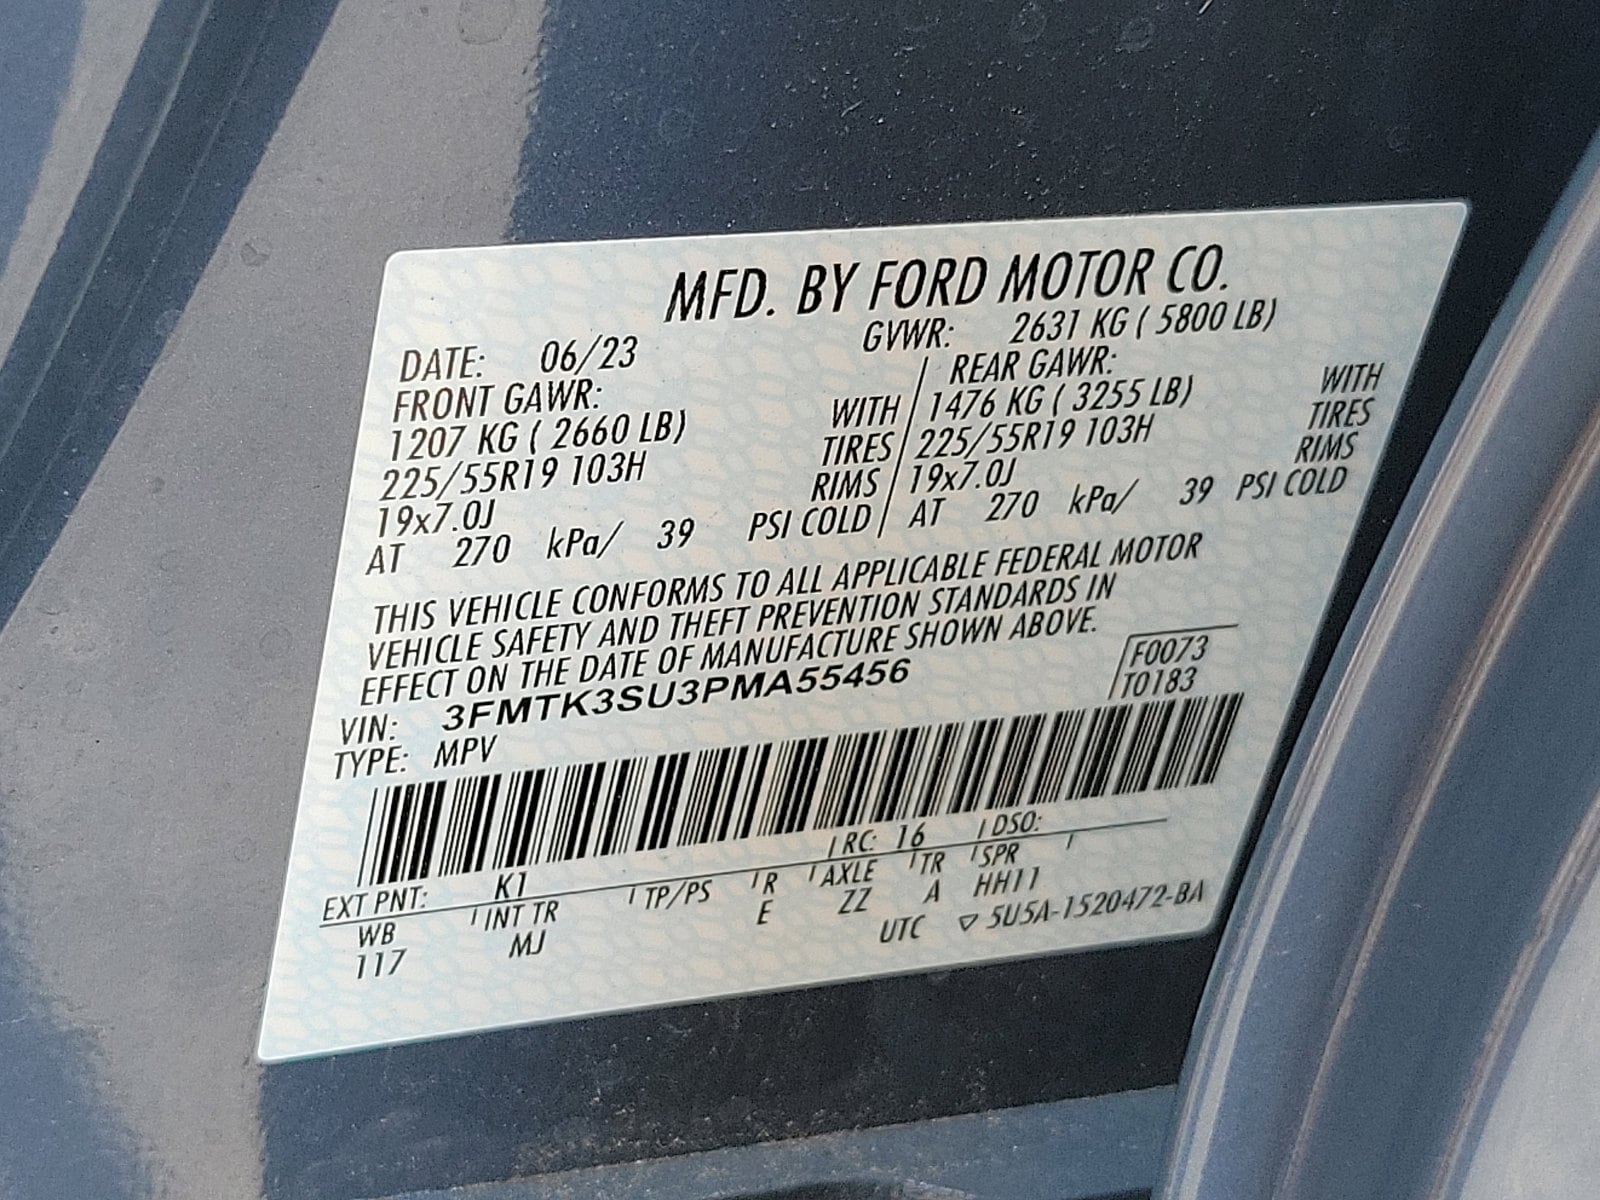 MFD. BY FORD MOTOR CO.
DATE: 06/23 GVWR: 2631 KG ( 5800 LB)
FRONT GAWR: REAR GAWR:
1207 KG ( 2660 LB) WITH 1476 KG ( 3255 LB) WITH
225/55R19 103H TIRES 225/55R19 103H TIRES
19x7.0J RIMS 19x7.0J RIMS
AT 270 kPa/ 39 PSI COLD AT 270 kPa/ 39 PSI COLD
THIS VEHICLE CONFORMS TO ALL APPLICABLE FEDERAL MOTOR
VEHICLE SAFETY AND THEFT PREVENTION STANDARDS IN
EFFECT ON THE DATE OF MANUFACTURE SHOWN ABOVE.
VIN: 3FMTK3SU3PMA55456 F0073
TYPE: MPV T0183
EXT PNT: K1 RC: 16 DSO:
WB INT TR TP/PS R AXLE TR SPR
117 MJ E ZZ A HH11
UTC ▽ 5U5A-1520472-BA